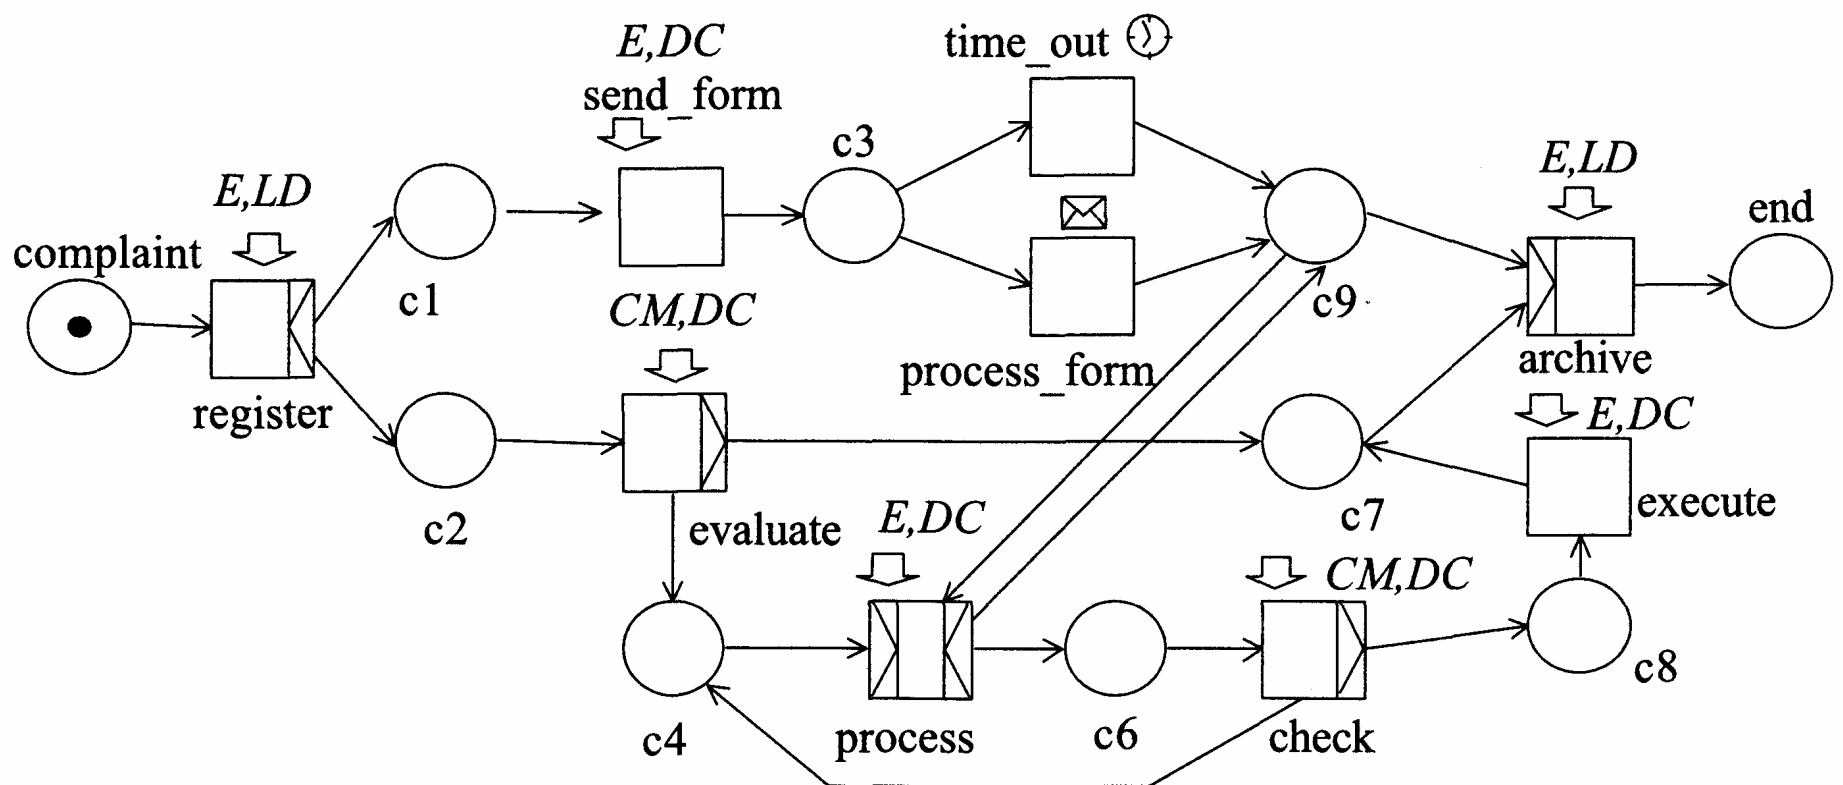 E,DC
send_form
time_out
c3
E,LD
E,LD
end
complaint
c1
CM,DC
c9
process_form
archive
register
E,DC
c2
evaluate
E,DC
c7
execute
CM,DC
c8
c4
process
c6
check